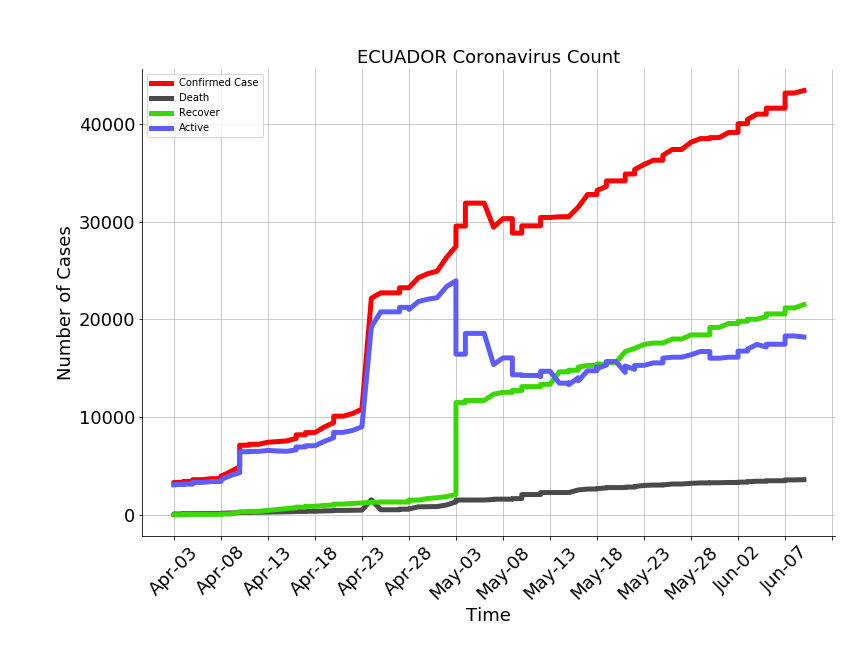 ECUADOR Coronavirus Count
Confirmed Case
Death
Recover
Active
Number of Cases
40000
30000
20000
10000
0
Apr-03
Apr-08
Apr-13
Apr-18
Apr-23
Apr-28
May-03
May-08
May-13
May-18
May-23
May-28
Jun-02
Jun-07
Time